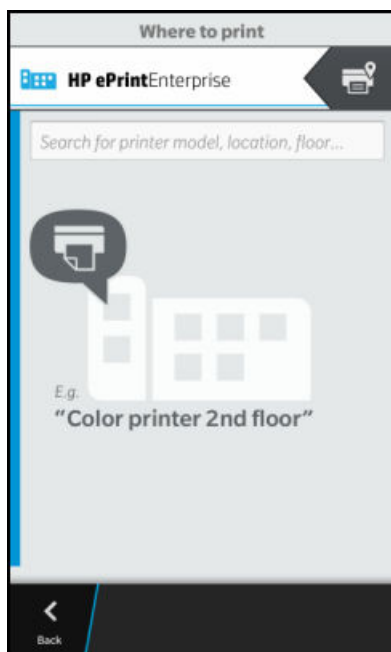 Where to print
HP ePrintEnterprise
Search for printer model, location, floor...
E.g.
“Color printer 2nd floor”
Back